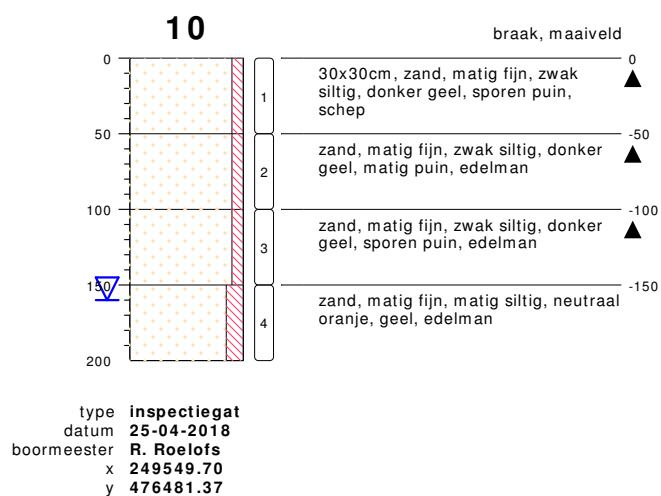 10
braak, maaiveld
0
0
1
30x30cm, zand, matig fijn, zwak
siltig, donker geel, sporen puin,
schep
50
-50
2
zand, matig fijn, zwak siltig, donker
geel, matig puin, edelman
100
-100
3
zand, matig fijn, zwak siltig, donker
geel, sporen puin, edelman
150
-150
4
zand, matig fijn, matig siltig, neutraal
oranje, geel, edelman
200
type inspectiegat
datum 25-04-2018
boormeester R. Roelofs
x 249549.70
y 476481.37